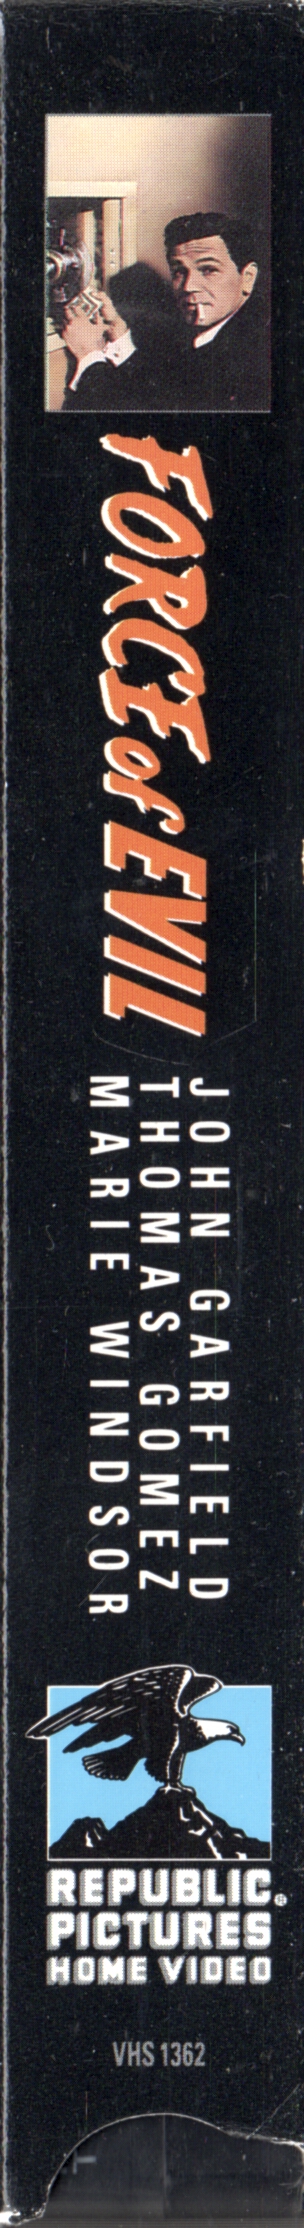 FORCE of EVIL
JOHN GARFIELD
THOMAS GOMEZ
MARIE WINDSOR
REPUBLIC®
PICTURES
HOME VIDEO
VHS 1362